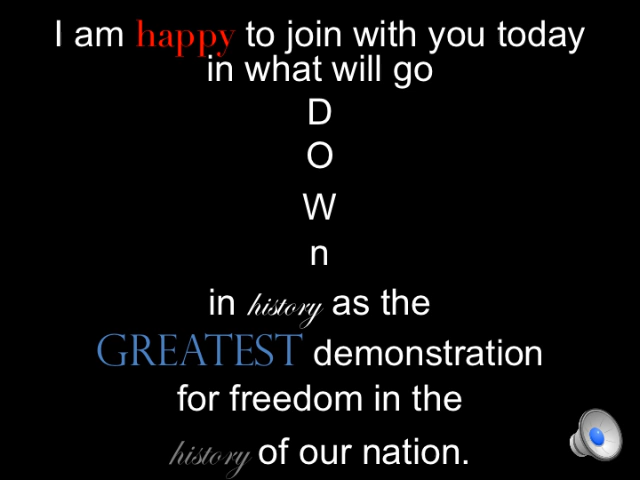 I am happy to join with you today
in what will go
D
O
W
n
in history as the
GREATEST demonstration
for freedom in the
history of our nation.